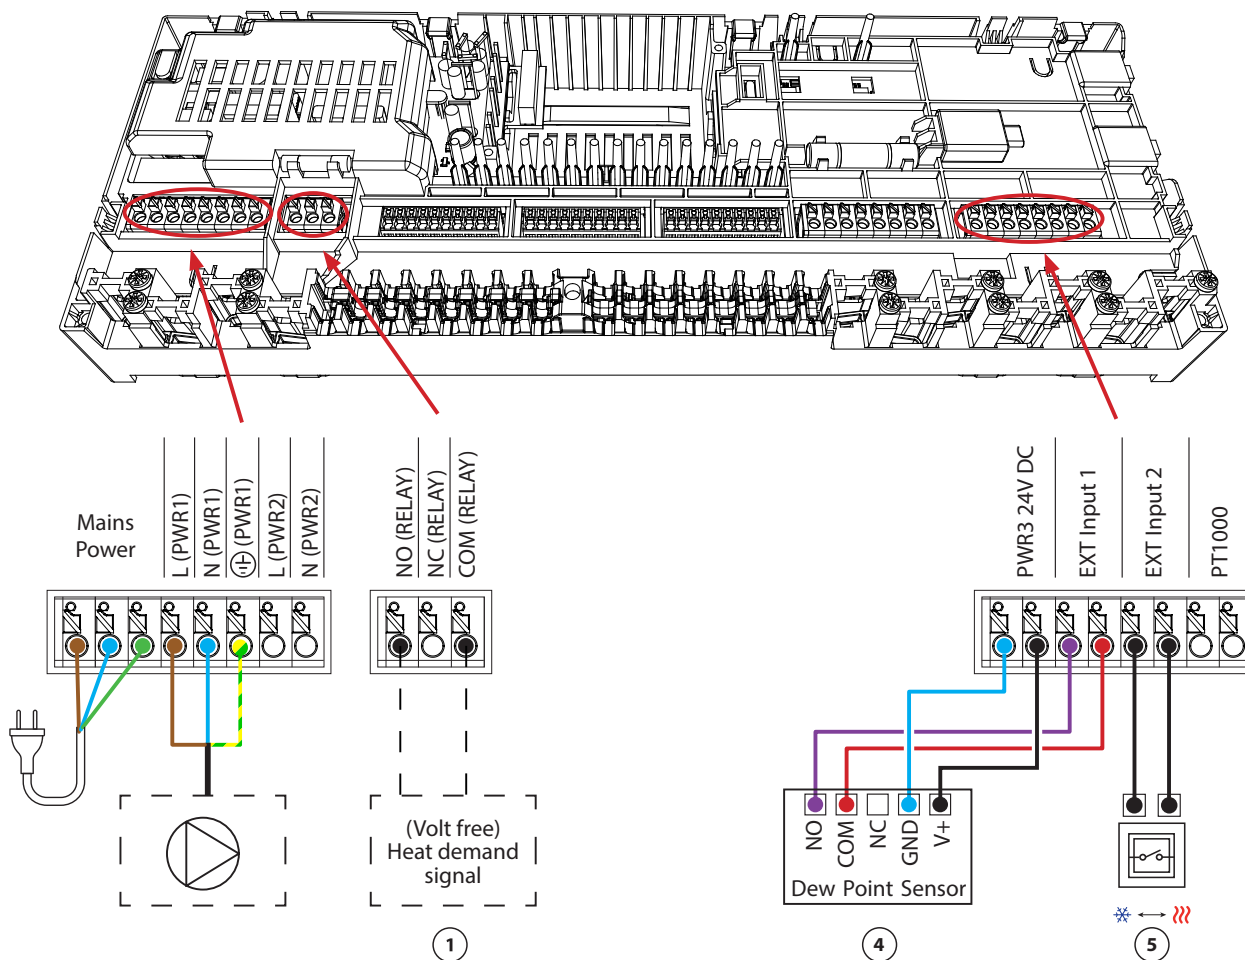 Mains
Power
L (PWR1)
N (PWR1)
(PWR1)
L (PWR2)
N (PWR2)
NO (RELAY)
NC (RELAY)
COM (RELAY)
PWR3 24V DC
EXT Input 1
EXT Input 2
PT1000
(Volt free)
Heat demand
signal
NO
COM
NC
GND
V+
Dew Point Sensor
1
4
5